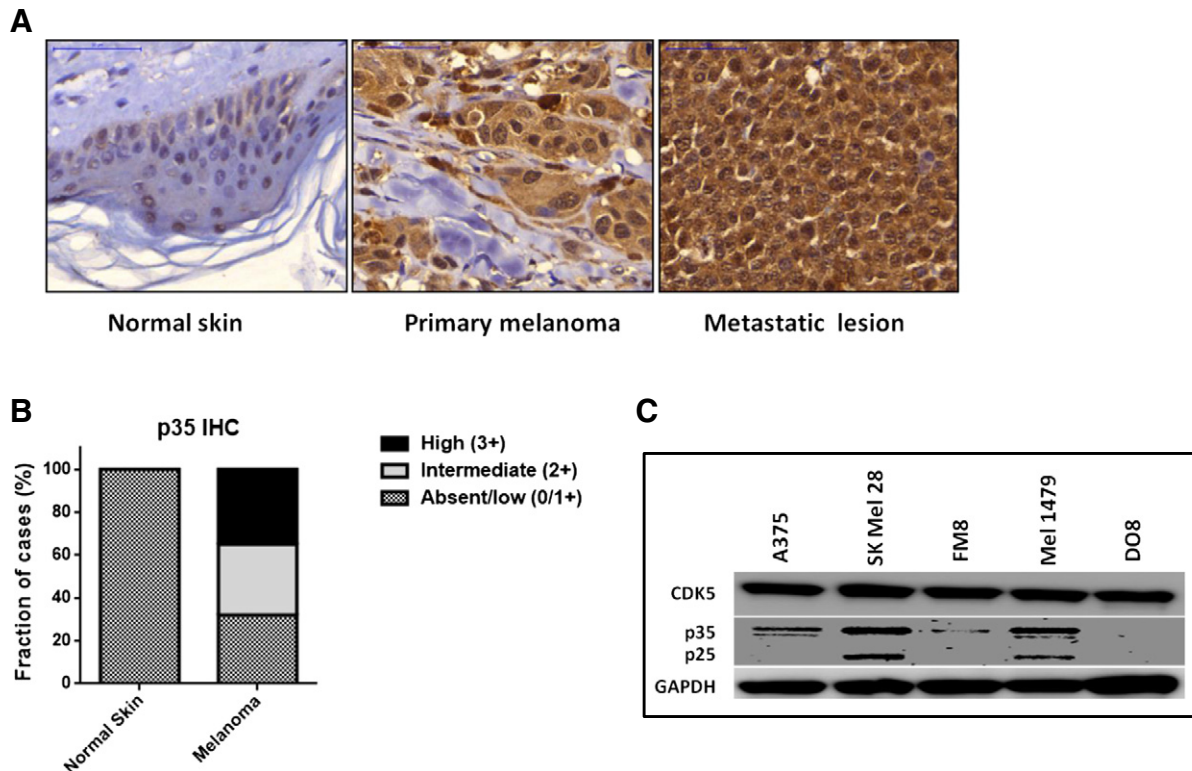 A
Normal skin
Primary melanoma
Metastatic lesion
B
p35 IHC
Fraction of cases (%)
100
80
60
40
20
0
Normal Skin
Melanoma
High (3+)
Intermediate (2+)
Absent/low (0/1+)
C
A375
SK Mel 28
FM8
Mel 1479
DO8
CDK5
p35
p25
GAPDH